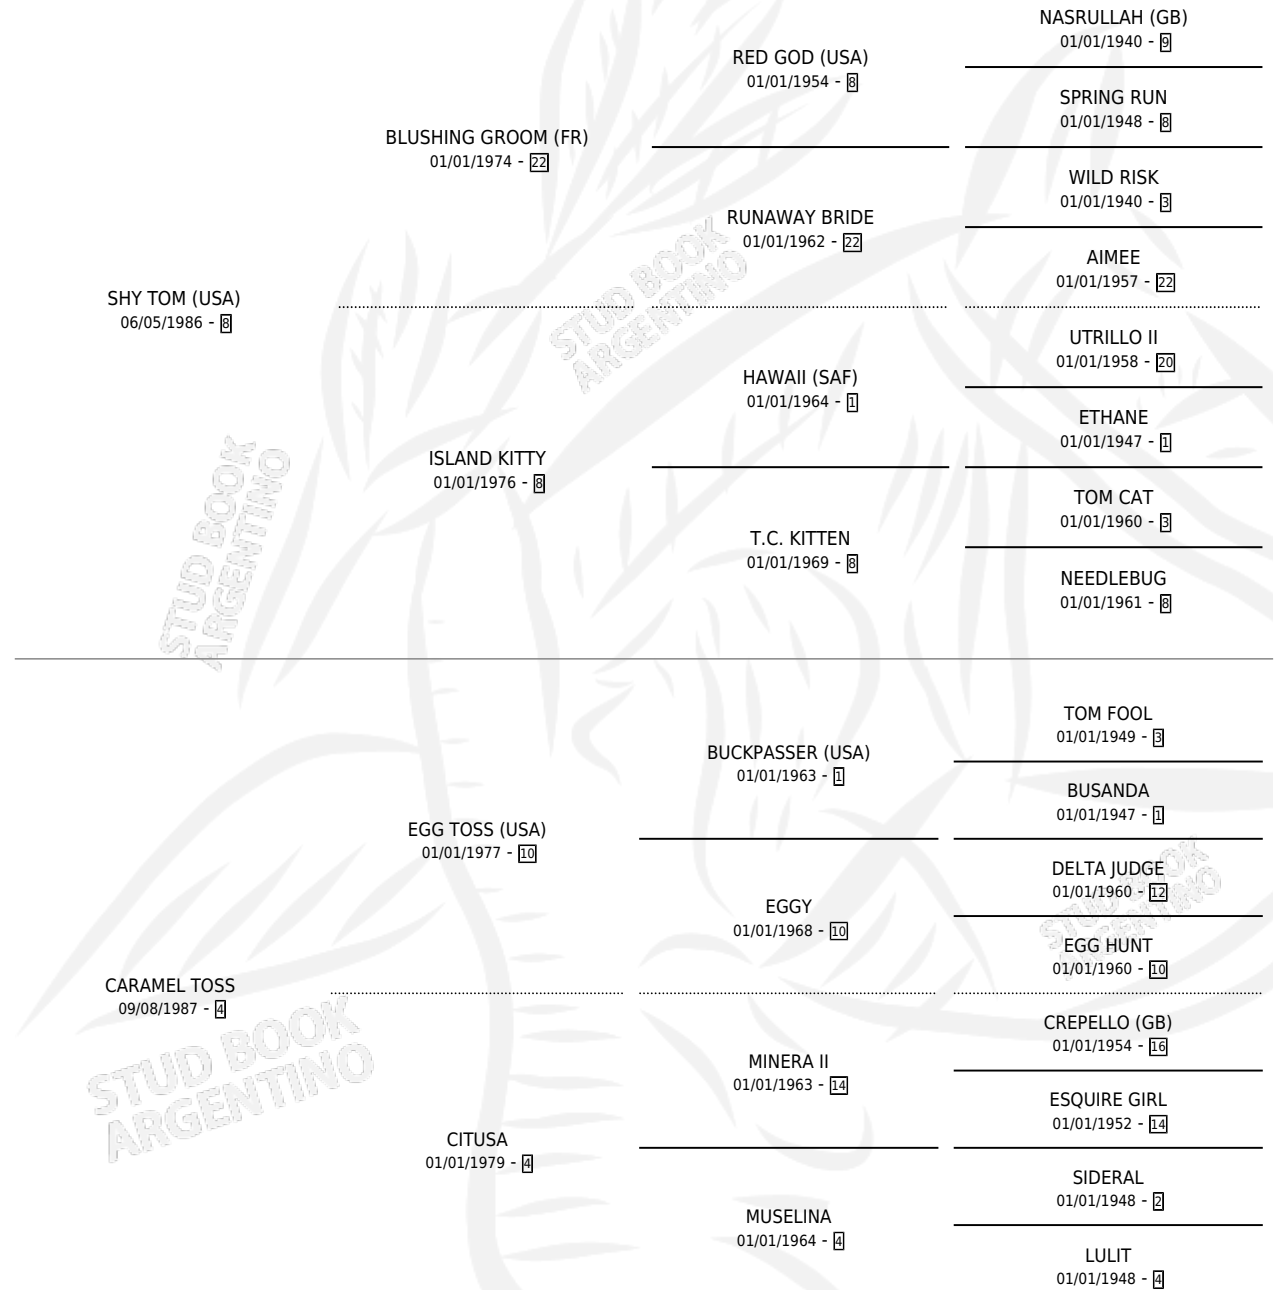 NASRULLAH (GB)
01/01/1940 - 9
RED GOD (USA)
01/01/1954 - 8
SPRING RUN
01/01/1948 - 8
BLUSHING GROOM (FR)
01/01/1974 - 22
WILD RISK
01/01/1940 - 3
RUNAWAY BRIDE
01/01/1962 - 22
AIMEE
01/01/1957 - 22
SHY TOM (USA)
06/05/1986 - 8
UTRILLO II
01/01/1958 - 20
HAWAII (SAF)
01/01/1964 - 1
ETHANE
01/01/1947 - 1
ISLAND KITTY
01/01/1976 - 8
TOM CAT
01/01/1960 - 3
T.C. KITTEN
01/01/1969 - 8
NEEDLEBUG
01/01/1961 - 8
TOM FOOL
01/01/1949 - 3
BUCKPASSER (USA)
01/01/1963 - 1
BUSANDA
01/01/1947 - 1
EGG TOSS (USA)
01/01/1977 - 10
DELTA JUDGE
01/01/1960 - 12
EGGY
01/01/1968 - 10
EGG HUNT
01/01/1960 - 10
CARAMEL TOSS
09/08/1987 - 4
CREPELLO (GB)
01/01/1954 - 16
MINERA II
01/01/1963 - 14
ESQUIRE GIRL
01/01/1952 - 14
CITUSA
01/01/1979 - 4
SIDERAL
01/01/1948 - 2
MUSELINA
01/01/1964 - 4
LULIT
01/01/1948 - 4
STUD BOOK
ARGENTINO
STUD BOOK
ARGENTINO
STUD BOOK
ARGENTINO
STUD BOOK
ARGENTINO